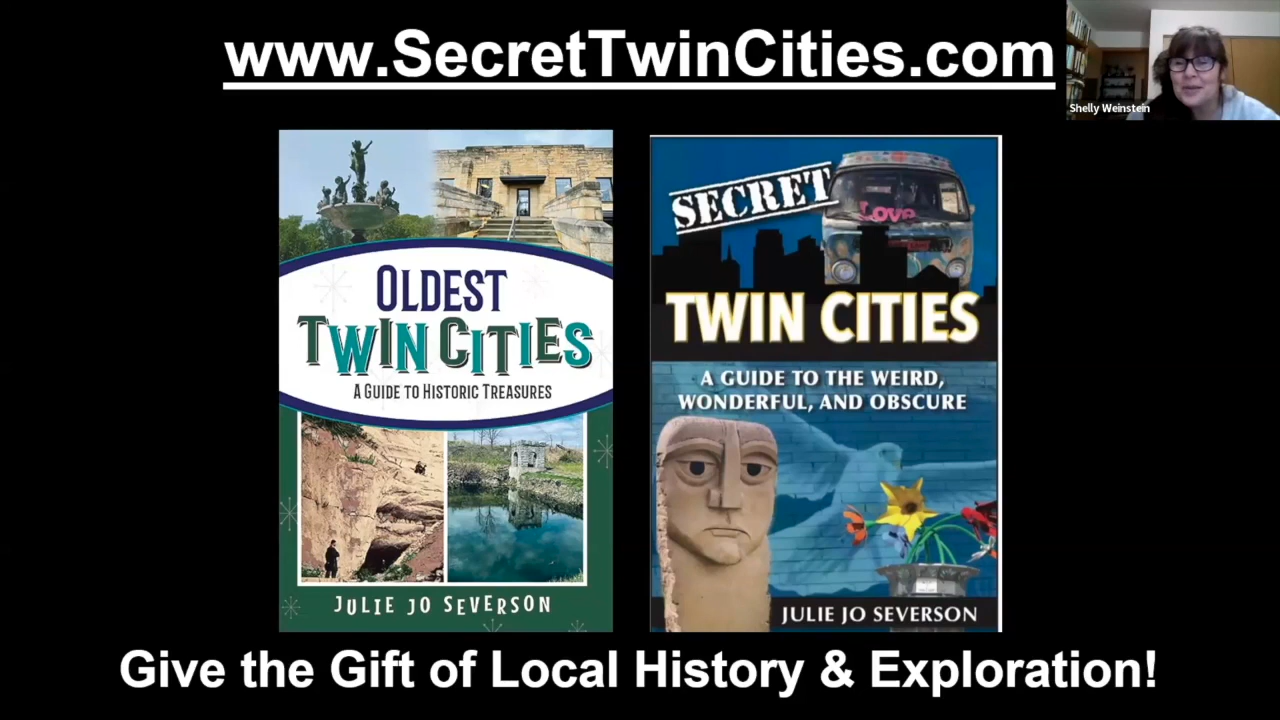 www.SecretTwinCities.com
Shelly Weinstein
OLDEST
TWIN CITIES
A GUIDE TO HISTORIC TREASURES
JULIE JO SEVERSON
SECRET
Love
TWIN CITIES
A GUIDE TO THE WEIRD,
WONDERFUL, AND OBSCURE
JULIE JO SEVERSON
Give the Gift of Local History & Exploration!